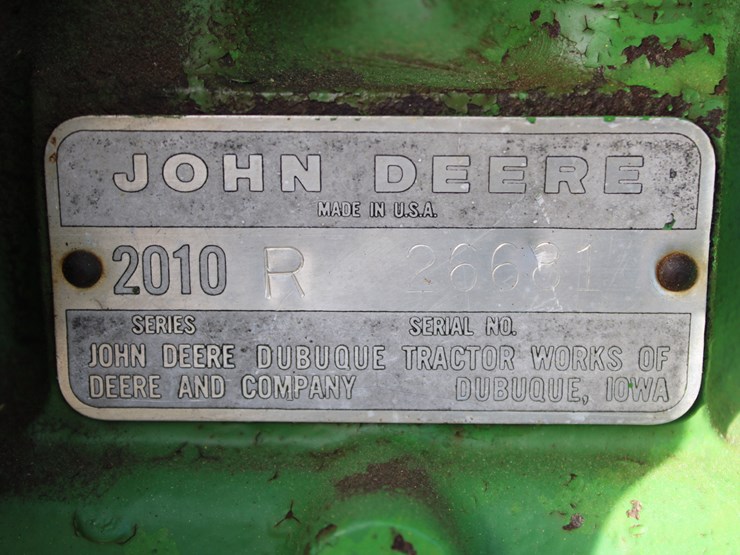 JOHN DEERE
MADE IN U.S.A.
2010 R 266817
SERIES SERIAL NO.
JOHN DEERE DUBUQUE TRACTOR WORKS OF
DEERE AND COMPANY DUBUQUE, IOWA